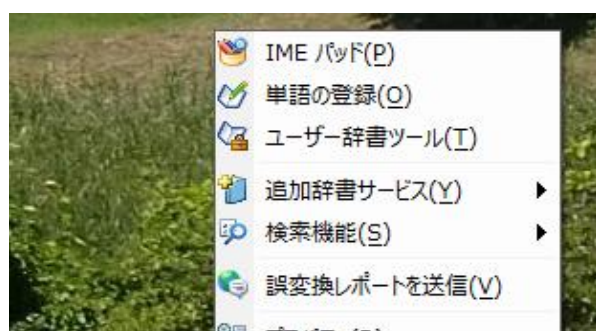 IME パッド(P)
単語の登録(O)
ユーザー辞書ツール(T)
追加辞書サービス(Y)
検索機能(S)
誤変換レポートを送信(V)